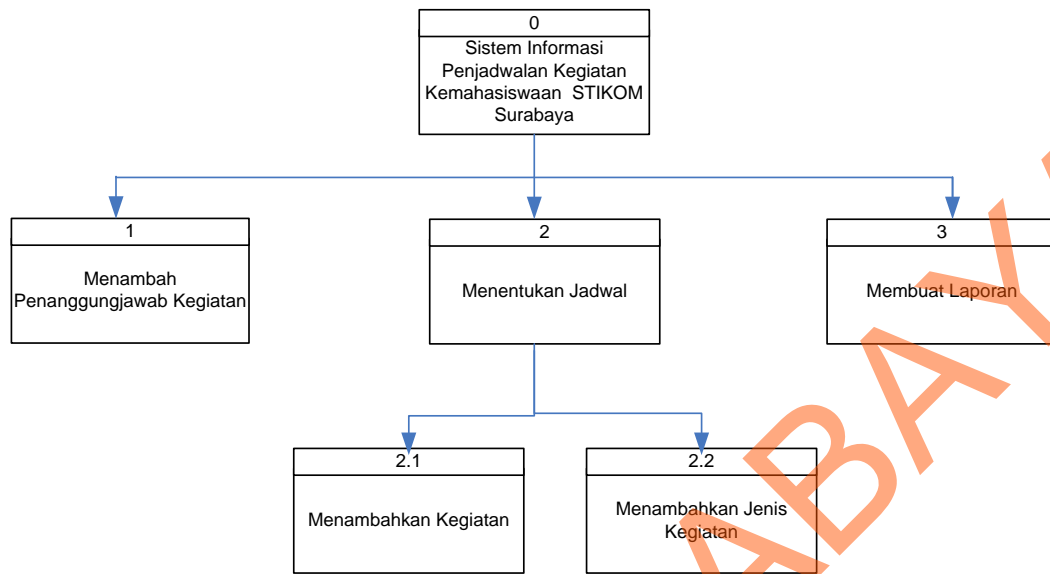 0
Sistem Informasi
Penjadwalan Kegiatan
Kemahasiswaan STIKOM
Surabaya
1
Menambah
Penanggungjawab Kegiatan
2
Menentukan Jadwal
3
Membuat Laporan
2.1
Menambahkan Kegiatan
2.2
Menambahkan Jenis
Kegiatan
ABAY